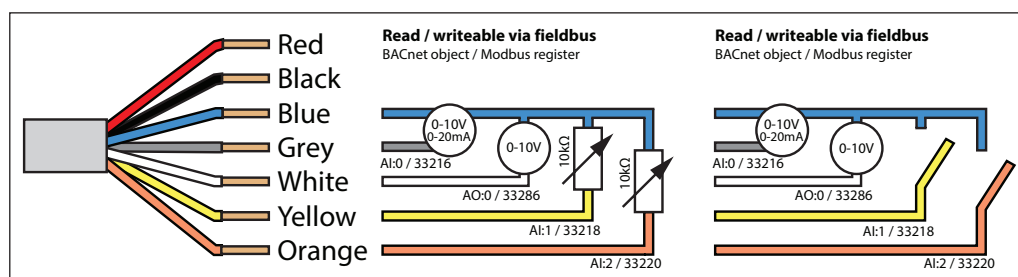 Red
Black
Blue
Grey
White
Yellow
Orange
Read / writeable via fieldbus
BACnet object / Modbus register
0-10V
0-20mA
0-10V
10kΩ
10kΩ
AI:0 / 33216
AO:0 / 33286
AI:1 / 33218
AI:2 / 33220
Read / writeable via fieldbus
BACnet object / Modbus register
0-10V
0-20mA
0-10V
AI:0 / 33216
AO:0 / 33286
AI:1 / 33218
AI:2 / 33220